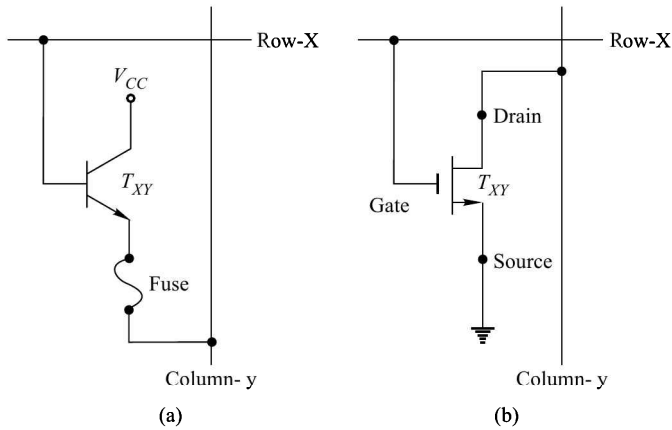 Row-X
V_CC
T_XY
Fuse
Column- y
(a)
Row-X
Drain
T_XY
Gate
Source
Column- y
(b)